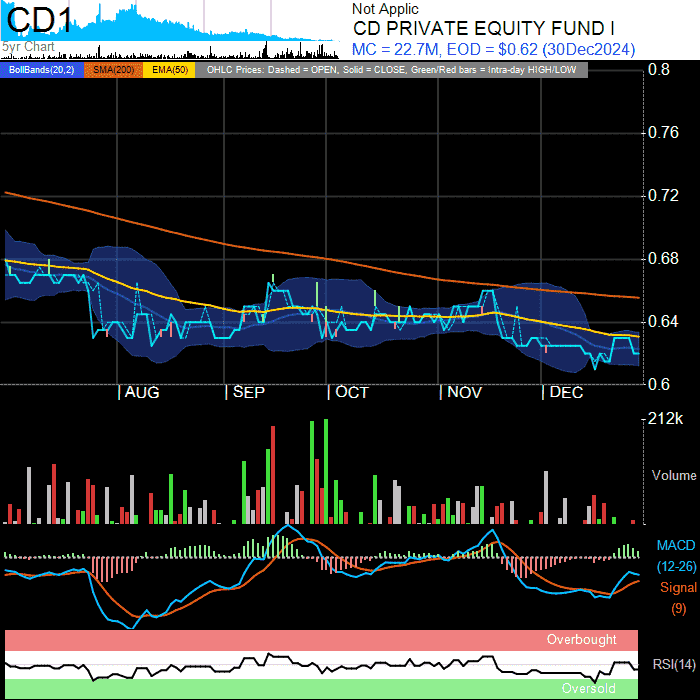 CD1
5yr Chart
Not Applic
CD PRIVATE EQUITY FUND I
MC = 22.7M, EOD = $0.62 (30Dec2024)
BollBands(20,2) SMA(200) EMA(50) OHLC Prices: Dashed = OPEN, Solid = CLOSE, Green/Red bars = Intra-day HIGH/LOW
0.8
0.76
0.72
0.68
0.64
0.6
AUG SEP OCT NOV DEC
212k
Volume
MACD
(12-26)
Signal
(9)
Overbought
RSI(14)
Oversold